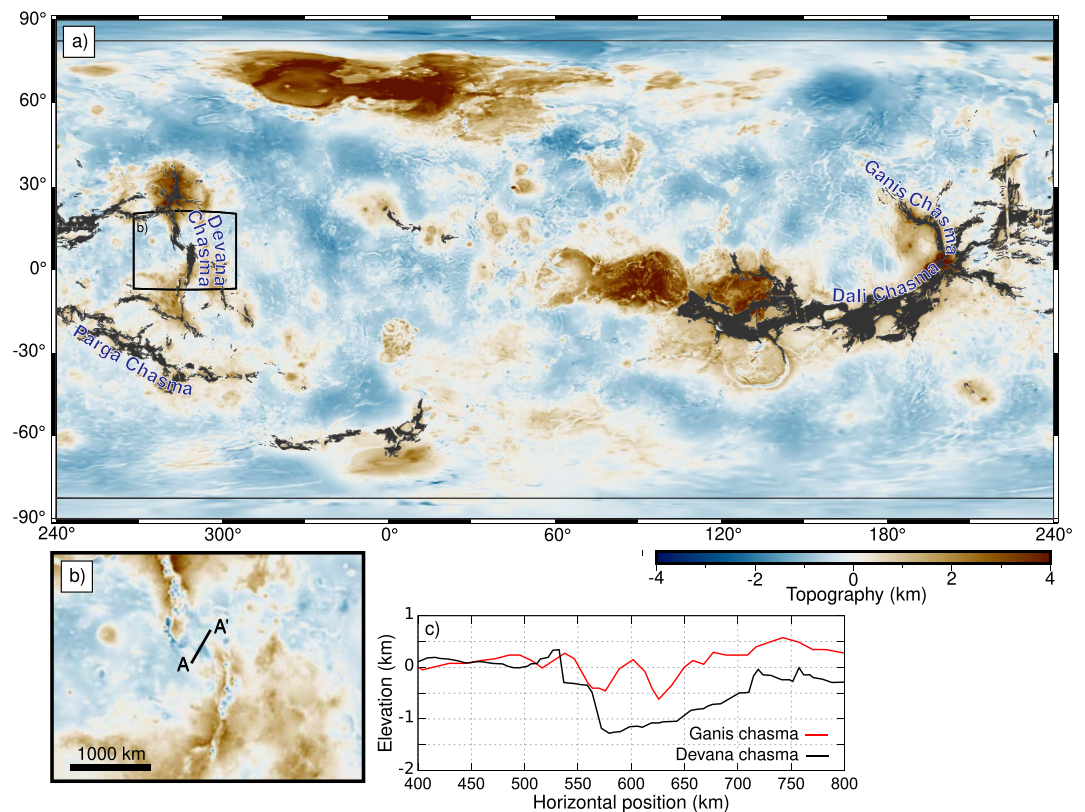 90°
a)
60°
30°
0°
-30°
-60°
-90°
Ganis Chasma
Devana
Chasma
b)
Dali Chasma
Parga Chasma
240° 300° 0° 60° 120° 180° 240°
b)
A A'
1000 km
-4 -2 0 2 4
Topography (km)
c)
1
0
-1
-2
Elevation (km)
Ganis chasma
Devana chasma
400 450 500 550 600 650 700 750 800
Horizontal position (km)